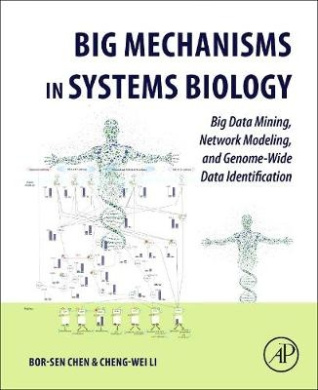 BIG MECHANISMS
IN SYSTEMS BIOLOGY
Big Data Mining,
Network Modeling,
and Genome-Wide
Data Identification
BOR-SEN CHEN & CHENG-WEI LI
AP